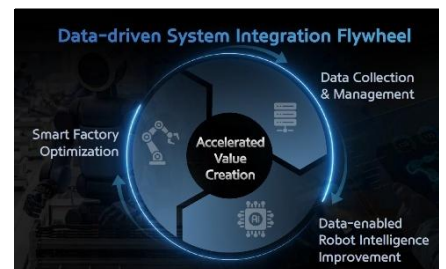 Data-driven System Integration Flywheel
Data Collection
& Management
Smart Factory
Optimization
Accelerated
Value
Creation
AI
Data-enabled
Robot Intelligence
Improvement